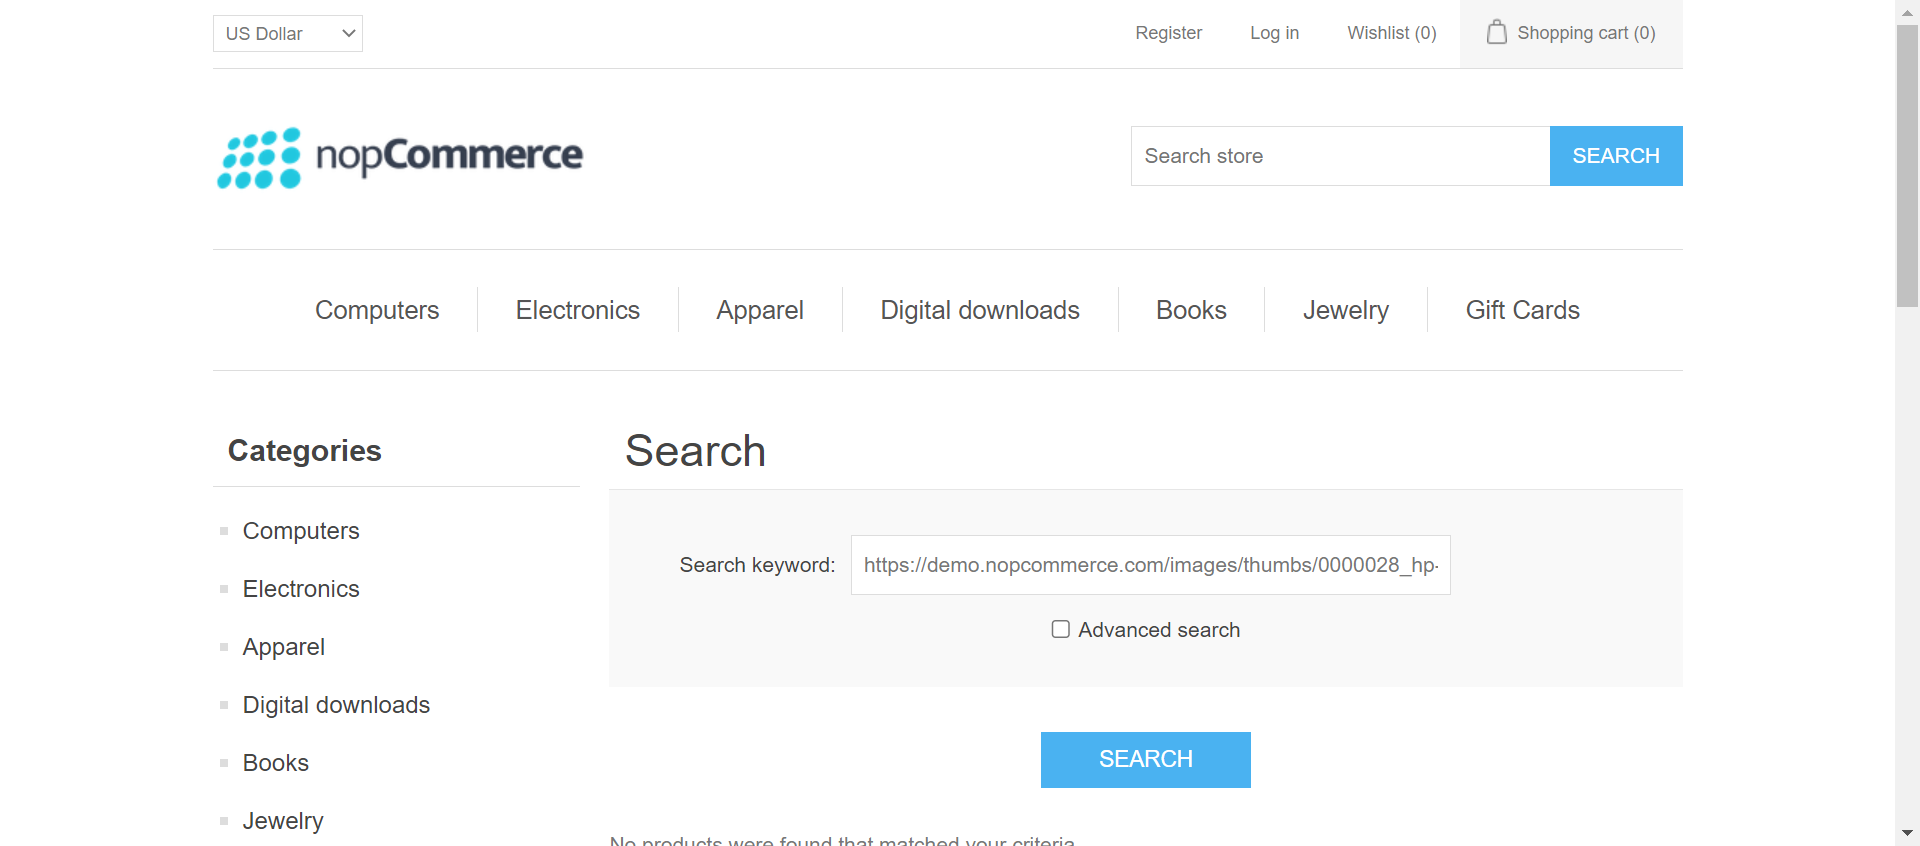 US Dollar
Register
Log in
Wishlist (0)
Shopping cart (0)
nopCommerce
Search store
SEARCH
Computers
Electronics
Apparel
Digital downloads
Books
Jewelry
Gift Cards
Categories
Computers
Electronics
Apparel
Digital downloads
Books
Jewelry
Search
Search keyword:
https://demo.nopcommerce.com/images/thumbs/0000028_hp-
Advanced search
SEARCH
No products were found that matched your criteria